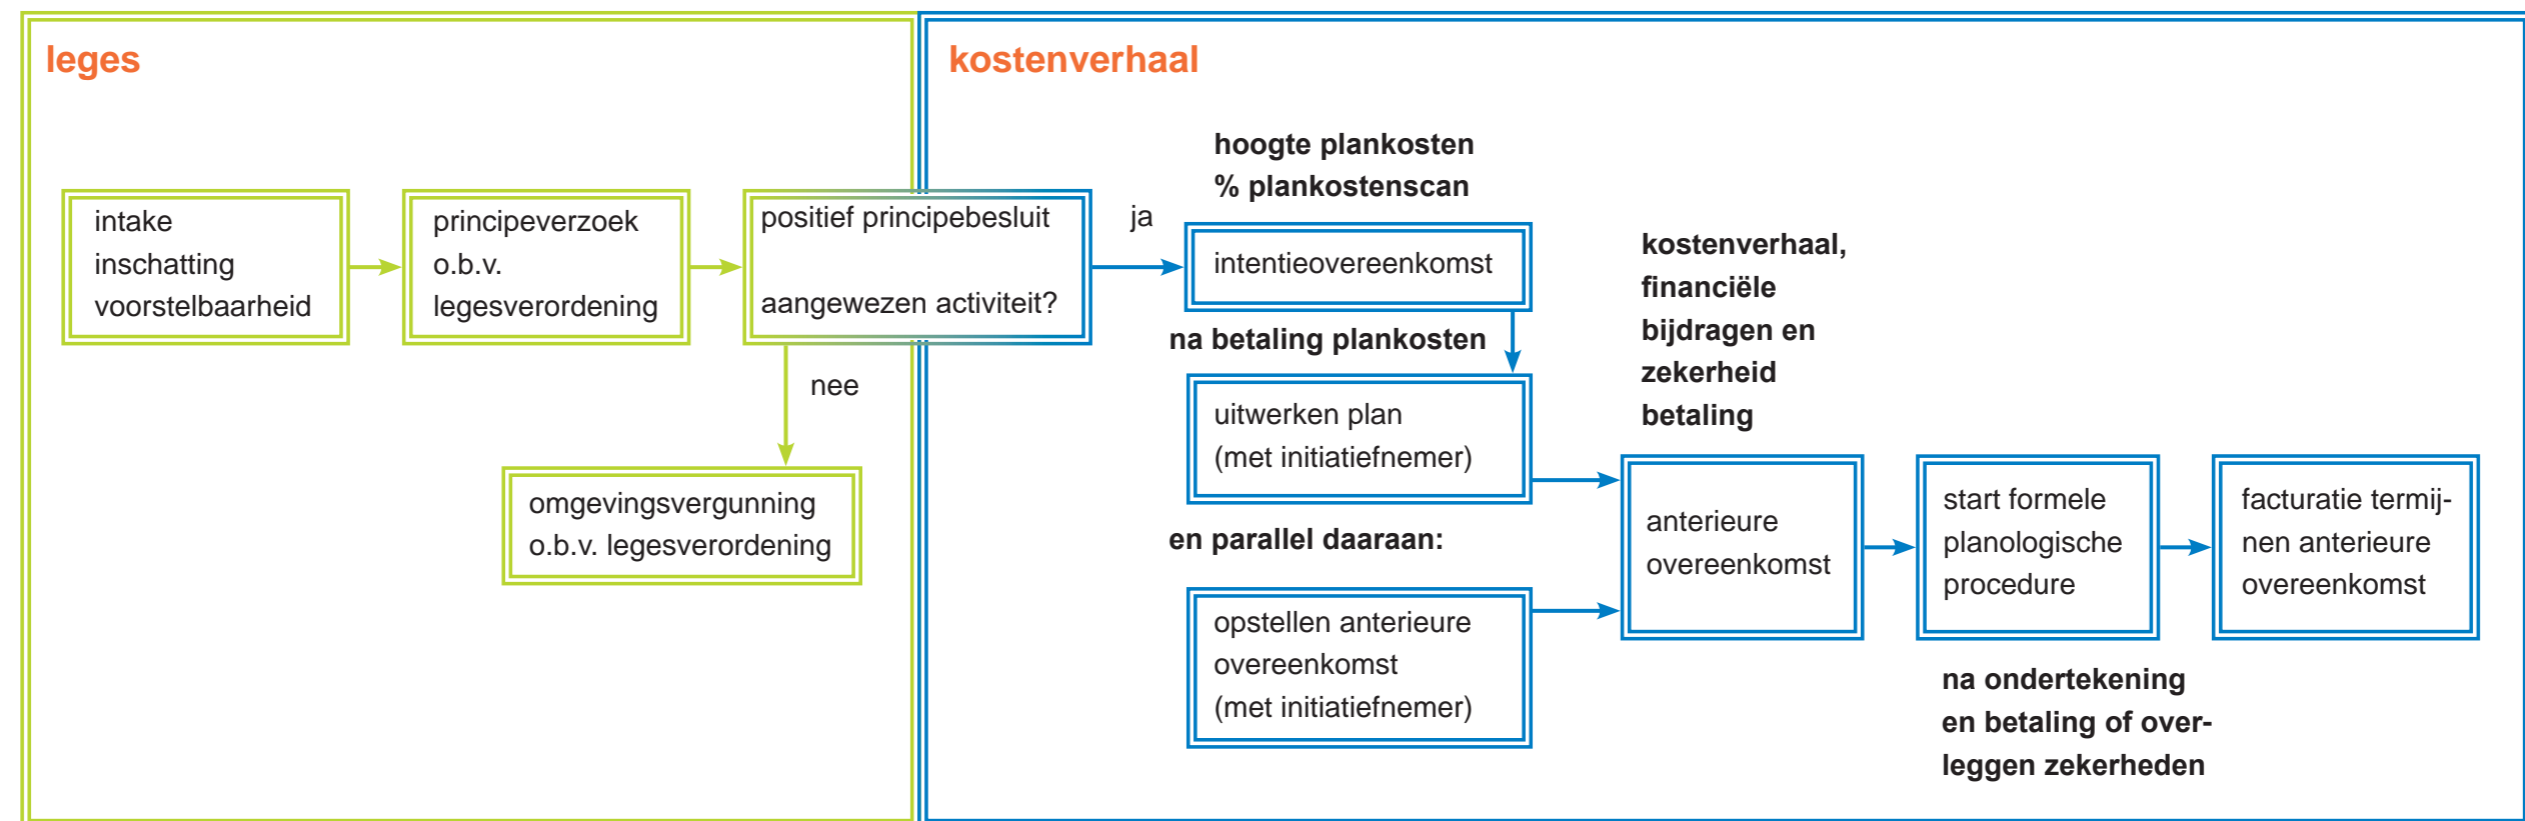 leges
intake
inschatting
voorstelbaarheid
principeverzoek
o.b.v.
legesverordening
positief principebesluit
aangewezen activiteit?
nee
omgevingsvergunning
o.b.v. legesverordening
kostenverhaal
ja
hoogte plankosten
% plankostenscan
intentieovereenkomst
na betaling plankosten
uitwerken plan
(met initiatiefnemer)
en parallel daaraan:
opstellen anterieure
overeenkomst
(met initiatiefnemer)
kostenverhaal,
financiële
bijdragen en
zekerheid
betaling
anterieure
overeenkomst
start formele
planologische
procedure
na ondertekening
en betaling of over-
leggen zekerheden
facturatie termij-
nen anterieure
overeenkomst